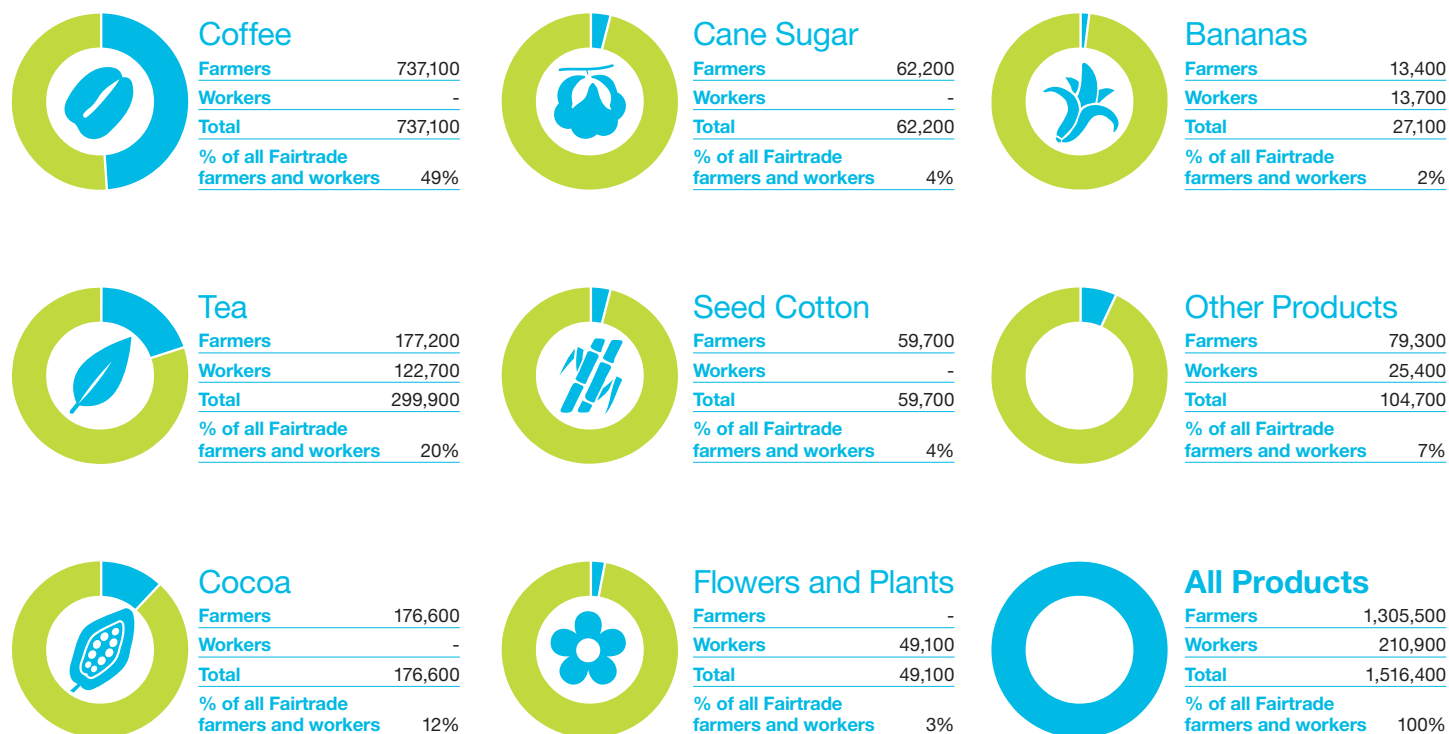 Coffee
Farmers 737,100
Workers -
Total 737,100
% of all Fairtrade
farmers and workers 49%
Cane Sugar
Farmers 62,200
Workers -
Total 62,200
% of all Fairtrade
farmers and workers 4%
Bananas
Farmers 13,400
Workers 13,700
Total 27,100
% of all Fairtrade
farmers and workers 2%
Tea
Farmers 177,200
Workers 122,700
Total 299,900
% of all Fairtrade
farmers and workers 20%
Seed Cotton
Farmers 59,700
Workers -
Total 59,700
% of all Fairtrade
farmers and workers 4%
Other Products
Farmers 79,300
Workers 25,400
Total 104,700
% of all Fairtrade
farmers and workers 7%
Cocoa
Farmers 176,600
Workers -
Total 176,600
% of all Fairtrade
farmers and workers 12%
Flowers and Plants
Farmers -
Workers 49,100
Total 49,100
% of all Fairtrade
farmers and workers 3%
All Products
Farmers 1,305,500
Workers 210,900
Total 1,516,400
% of all Fairtrade
farmers and workers 100%